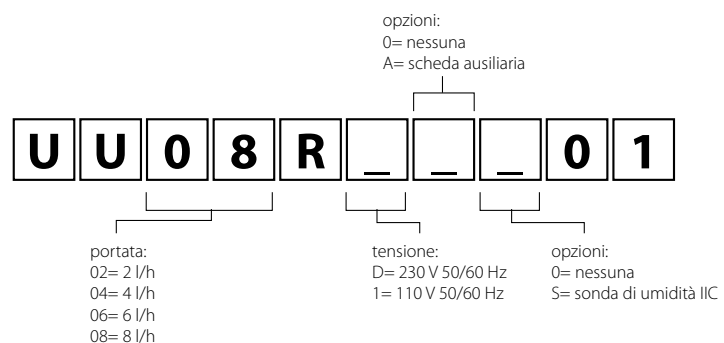 opzioni:
0= nessuna
A= scheda ausiliaria
U U 0 8 R _ _ _ 0 1
portata:
02= 2 l/h
04= 4 l/h
06= 6 l/h
08= 8 l/h
tensione:
D= 230 V 50/60 Hz
1= 110 V 50/60 Hz
opzioni:
0= nessuna
S= sonda di umidità IIC